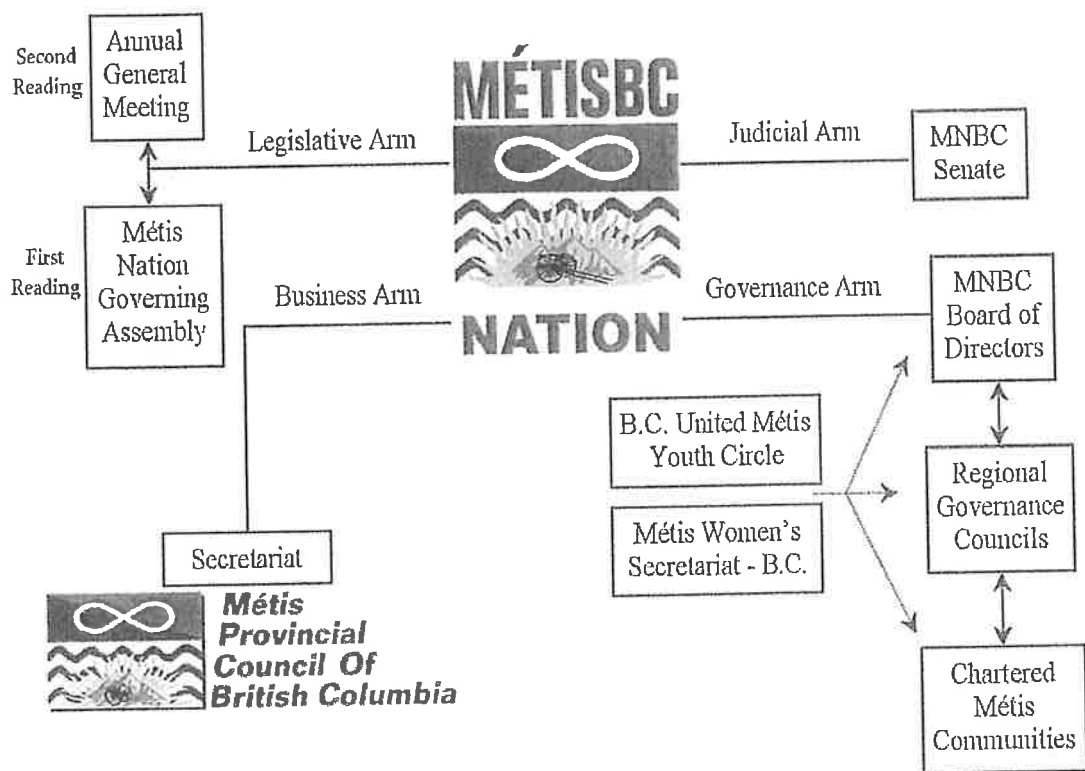 Second
Reading
Annual
General
Meeting
MÉTISBC
Legislative Arm
Judicial Arm
MNBC
Senate
First
Reading
Métis
Nation
Governing
Assembly
Business Arm
Governance Arm
NATION
MNBC
Board of
Directors
B.C. United Métis
Youth Circle
Métis Women's
Secretariat - B.C.
Regional
Governance
Councils
Secretariat
Métis
Provincial
Council Of
British Columbia
Chartered
Métis
Communities